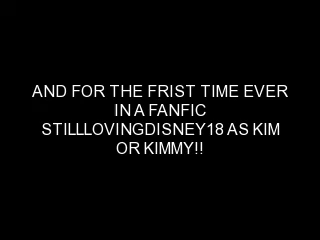 AND FOR THE FRIST TIME EVER
IN A FANFIC
STILLLOVINGDISNEY18 AS KIM
OR KIMMY!!